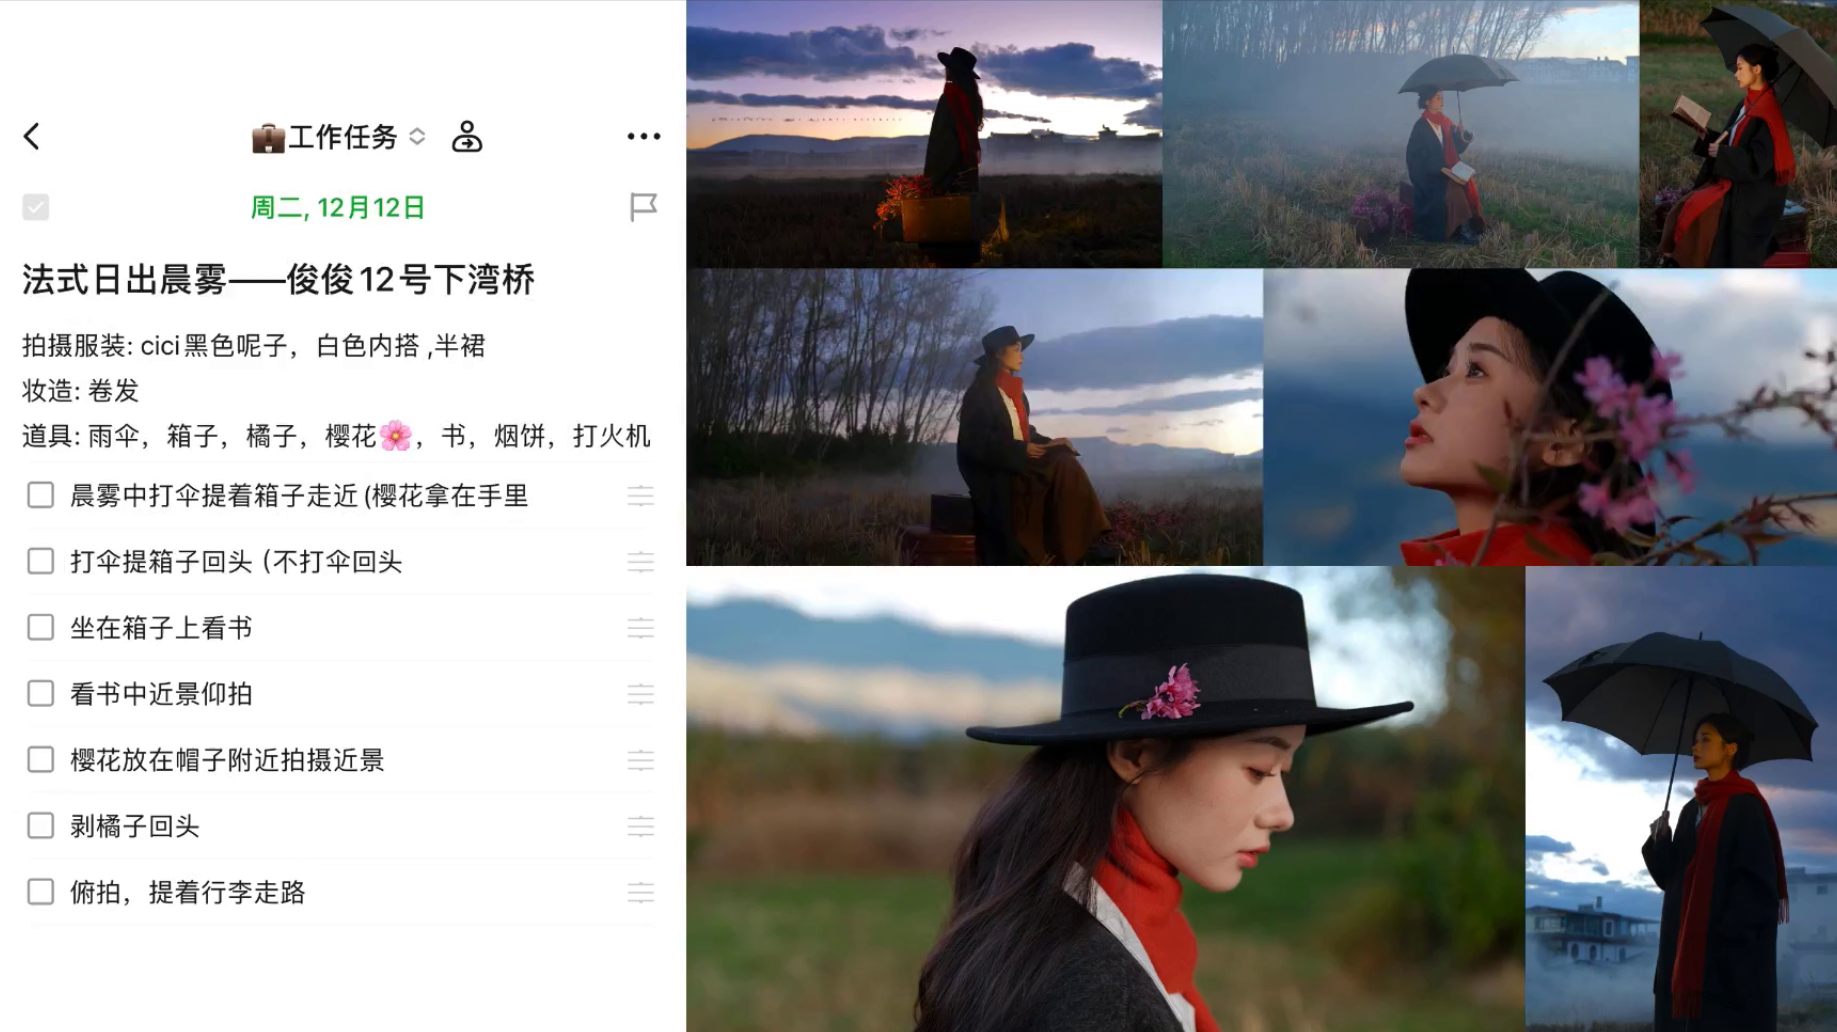 工作任务
周二, 12月12日
法式日出晨雾——俊俊12号下湾桥
拍摄服装: cici黑色呢子，白色内搭 ,半裙
妆造: 卷发
道具: 雨伞，箱子，橘子，樱花🌸，书，烟饼，打火机
晨雾中打伞提着箱子走近 (樱花拿在手里
打伞提箱子回头 (不打伞回头
坐在箱子上看书
看书中近景仰拍
樱花放在帽子附近拍摄近景
剥橘子回头
俯拍，提着行李走路